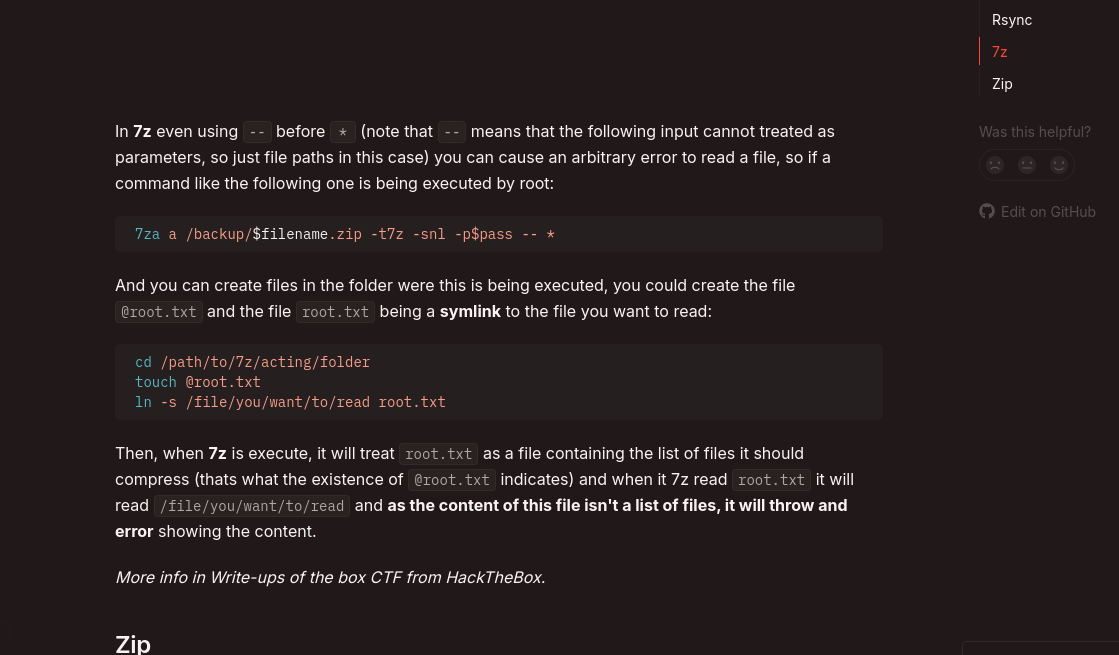 Rsync
7z
Zip
Was this helpful?
Edit on GitHub
In 7z even using -- before * (note that -- means that the following input cannot treated as
parameters, so just file paths in this case) you can cause an arbitrary error to read a file, so if a
command like the following one is being executed by root:
7za a /backup/$filename.zip -t7z -snl -p$pass -- *
And you can create files in the folder were this is being executed, you could create the file
@root.txt and the file root.txt being a symlink to the file you want to read:
cd /path/to/7z/acting/folder
touch @root.txt
ln -s /file/you/want/to/read root.txt
Then, when 7z is execute, it will treat root.txt as a file containing the list of files it should
compress (thats what the existence of @root.txt indicates) and when it 7z read root.txt it will
read /file/you/want/to/read and as the content of this file isn't a list of files, it will throw and
error showing the content.
More info in Write-ups of the box CTF from HackTheBox.
Zip